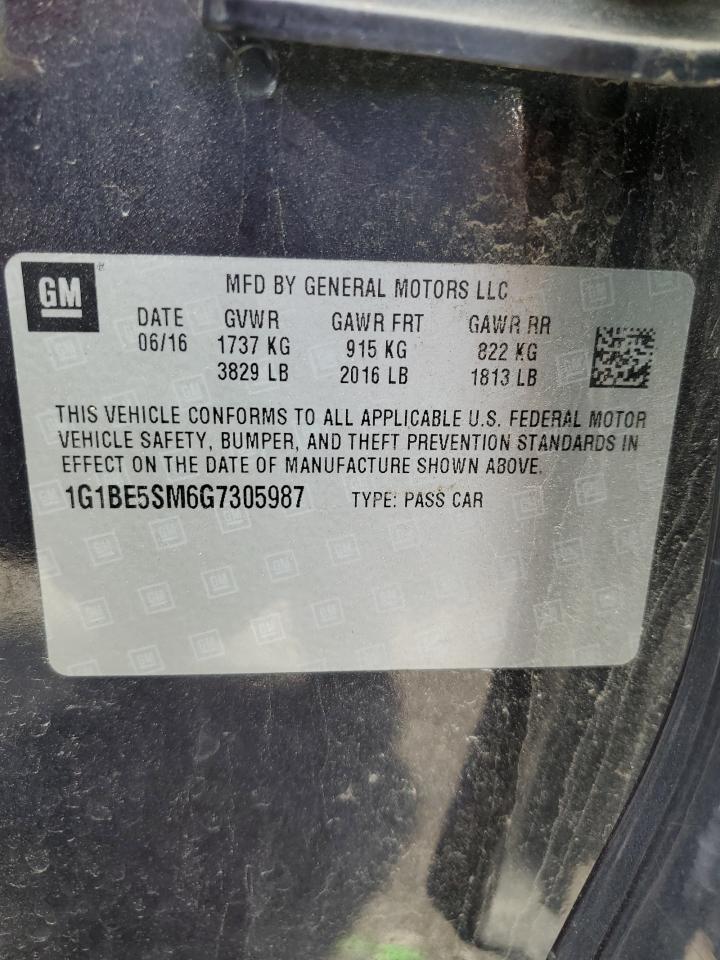 GM
MFD BY GENERAL MOTORS LLC
DATE GVWR GAWR FRT GAWR RR
06/16 1737 KG 915 KG 822 KG
3829 LB 2016 LB 1813 LB
THIS VEHICLE CONFORMS TO ALL APPLICABLE U.S. FEDERAL MOTOR
VEHICLE SAFETY, BUMPER, AND THEFT PREVENTION STANDARDS IN
EFFECT ON THE DATE OF MANUFACTURE SHOWN ABOVE.
1G1BE5SM6G7305987 TYPE: PASS CAR